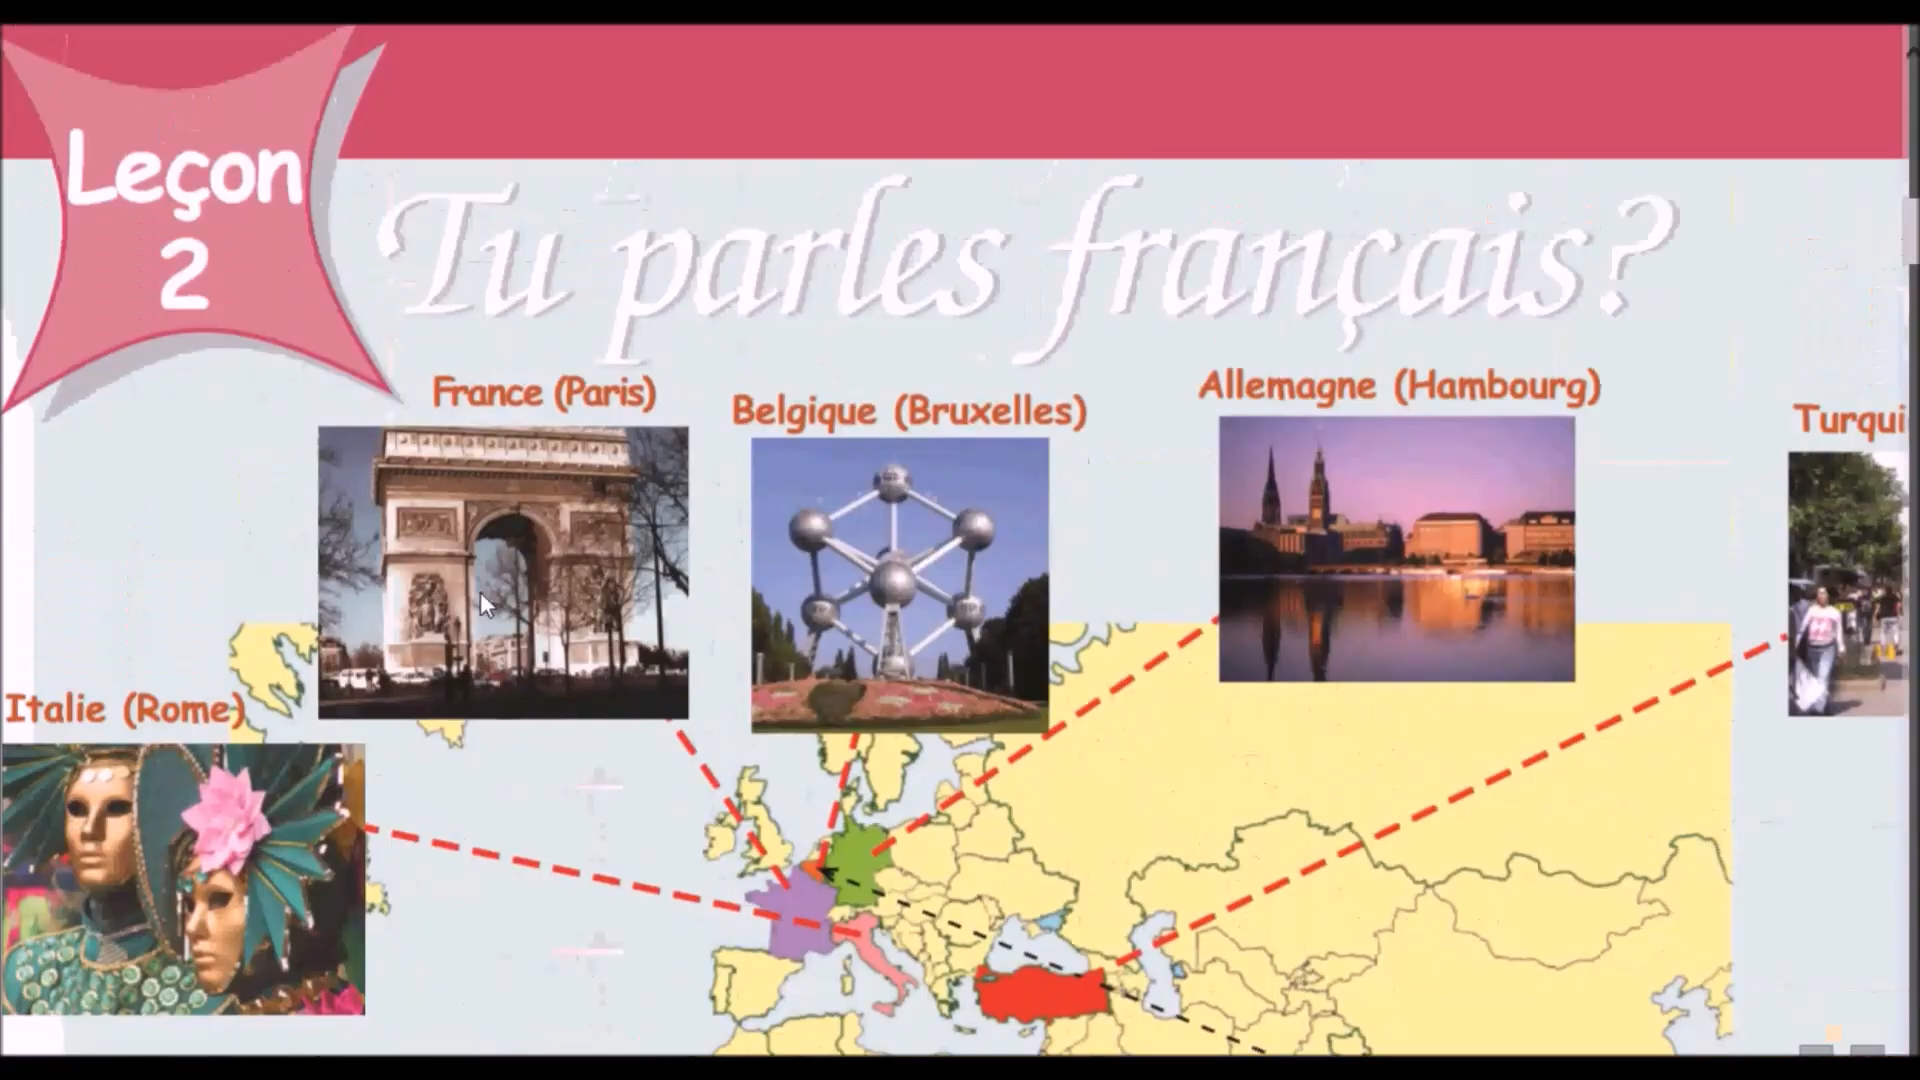 Leçon
2
Tu parles français?
France (Paris)
Belgique (Bruxelles)
Allemagne (Hambourg)
Turqui
Italie (Rome)